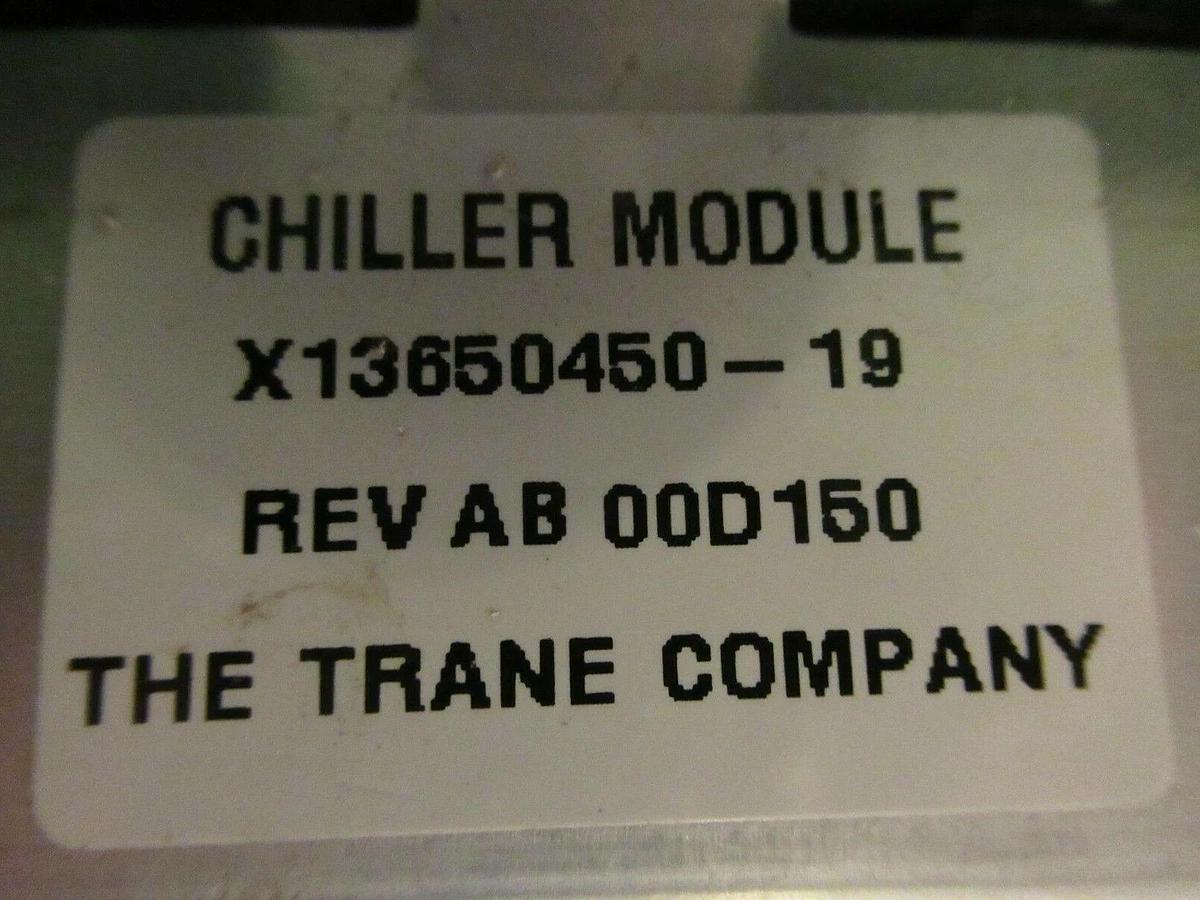 CHILLER MODULE
X13650450-19
REV AB 00D150
THE TRANE COMPANY